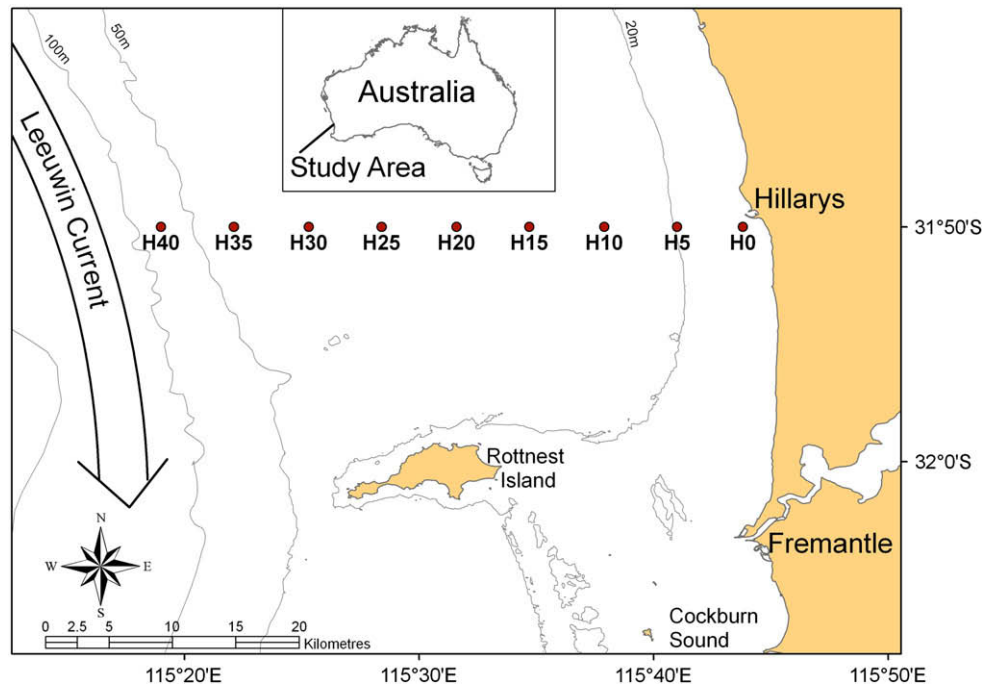 100m
50m
20m
Australia
Study Area
Leeuwin Current
Hillarys
H40 H35 H30 H25 H20 H15 H10 H5 H0
31°50'S
Rottnest
Island
32°0'S
Fremantle
N
W E
S
Cockburn
Sound
0 2.5 5 10 15 20
Kilometres
115°20'E 115°30'E 115°40'E 115°50'E